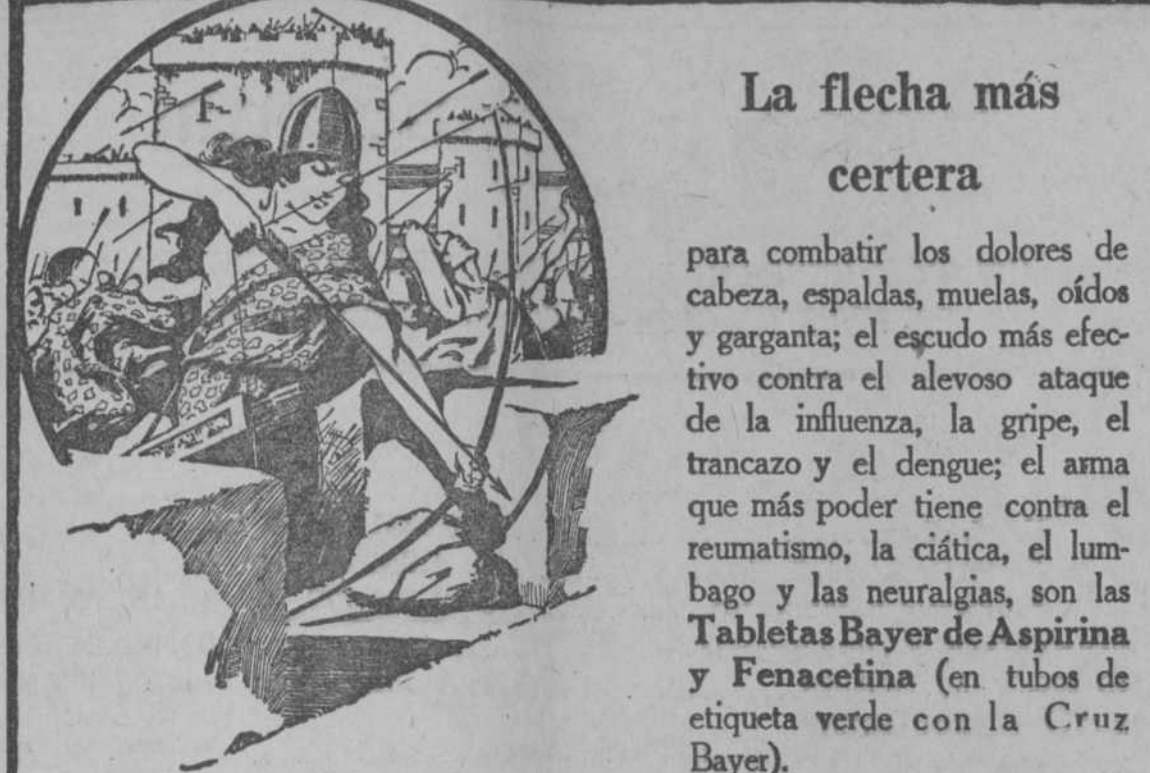 La flecha más
certera
para combatir los dolores de
cabeza, espaldas, muelas, oídos
y garganta; el escudo más efec-
tivo contra el alevoso ataque
de la influenza, la gripe, el
trancazo y el dengue; el arma
que más poder tiene contra el
reumatismo, la ciática, el lum-
bago y las neuralgias, son las
Tabletas Bayer de Aspirina
y Fenacetina (en tubos de
etiqueta verde con la Cruz
Bayer).